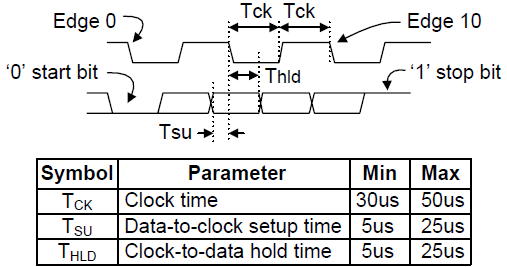 Tck Tck
Edge 0 Edge 10
'0' start bit Thld '1' stop bit
Tsu
Symbol Parameter Min Max
TCK Clock time 30us 50us
TSU Data-to-clock setup time 5us 25us
THLD Clock-to-data hold time 5us 25us